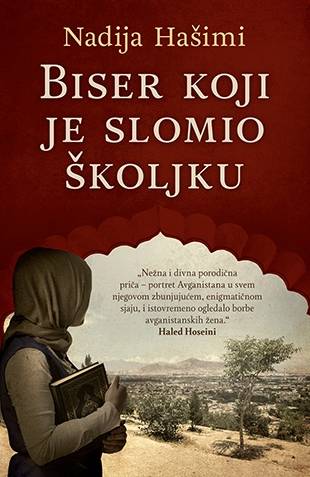 Nadija Hašimi
BISER KOJI
JE SLOMIO
ŠKOLJKU
„Nežna i divna porodična
priča – portret Avganistana u svem
njegovom zbunjujućem, enigmatičnom
sjaju, i istovremeno ogledalo borbe
avganistanskih žena.“
Haled Hoseini